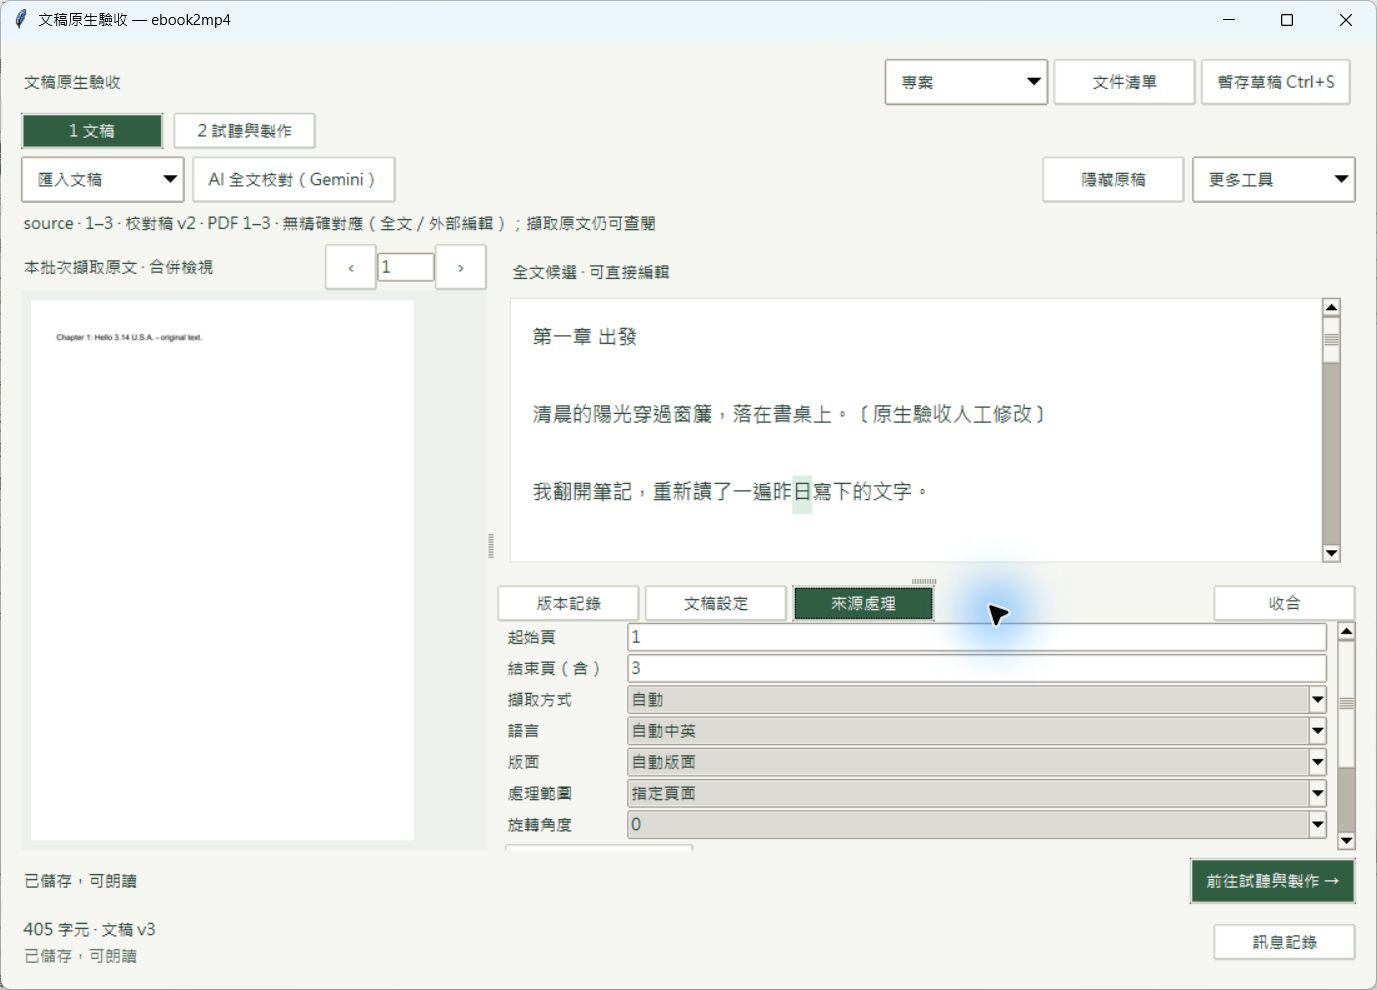 文稿原生驗收 — ebook2mp4
文稿原生驗收
專案
文件清單
暫存草稿 Ctrl+S
1 文稿
2 試聽與製作
匯入文稿
AI 全文校對（Gemini）
隱藏原稿
更多工具
source · 1–3 · 校對稿 v2 · PDF 1–3 · 無精確對應（全文 / 外部編輯）；擷取原文仍可查閱
本批次擷取原文 · 合併檢視
‹
1
›
Chapter 1: Hello 3.14 U.S.A. - original text.
全文候選 · 可直接編輯
第一章 出發
清晨的陽光穿過窗簾，落在書桌上。〔原生驗收人工修改〕
我翻開筆記，重新讀了一遍昨日寫下的文字。
版本記錄
文稿設定
來源處理
收合
起始頁
1
結束頁（含）
3
擷取方式
自動
語言
自動中英
版面
自動版面
處理範圍
指定頁面
旋轉角度
0
已儲存，可朗讀
前往試聽與製作 →
405 字元 · 文稿 v3
已儲存，可朗讀
訊息記錄